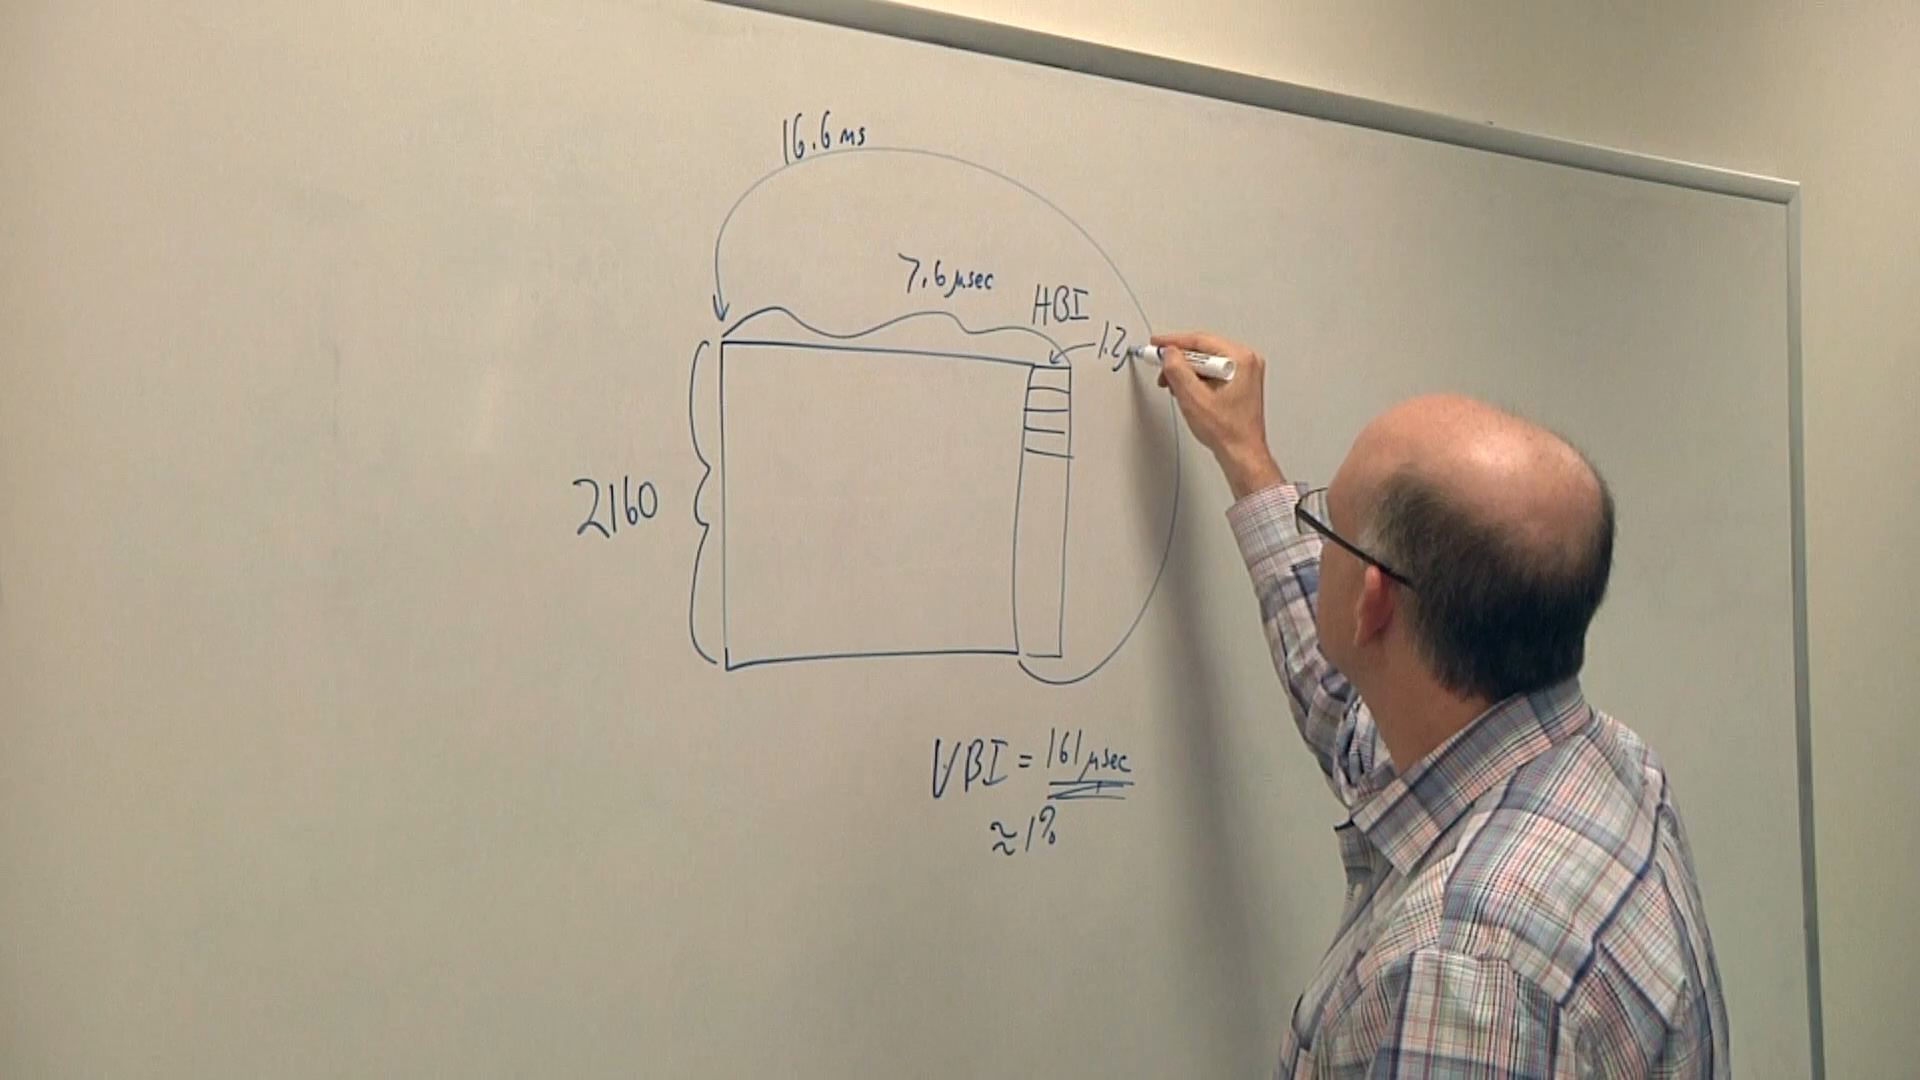 16.6 ms
7.6 μsec
HBI
1.2
2160
VBI = 161 μsec
≈ 1%